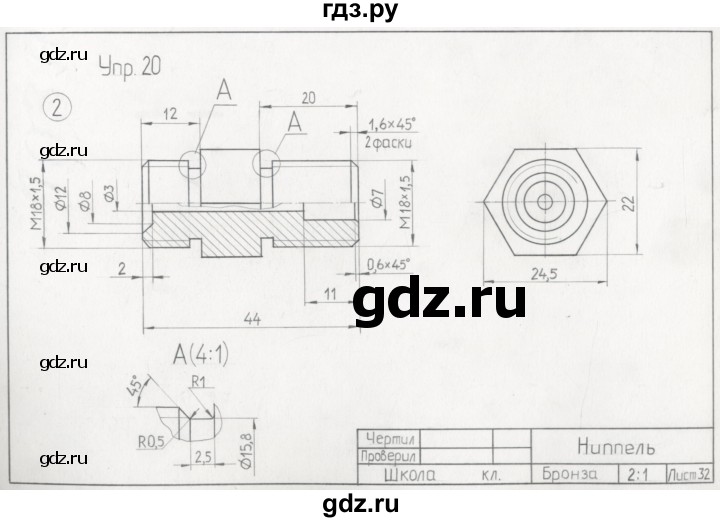 гдз.ру
gdz.ru
gdz.ru
Упр. 20
2
A
A
12
20
1,6×45°
2 фаски
M18×1,5
Ø12
Ø8
Ø3
Ø7
M18×1,5
22
2
0,6×45°
24,5
11
44
gdz.ru
gdz.ru
gdz.ru
A(4:1)
45°
R1
R0,5
2,5
Ø15,8
Чертил
Проверил
Ниппель
Школа кл.
Бронза
2:1
Лист 32
gdz.ru
gdz.ru
gdz.ru